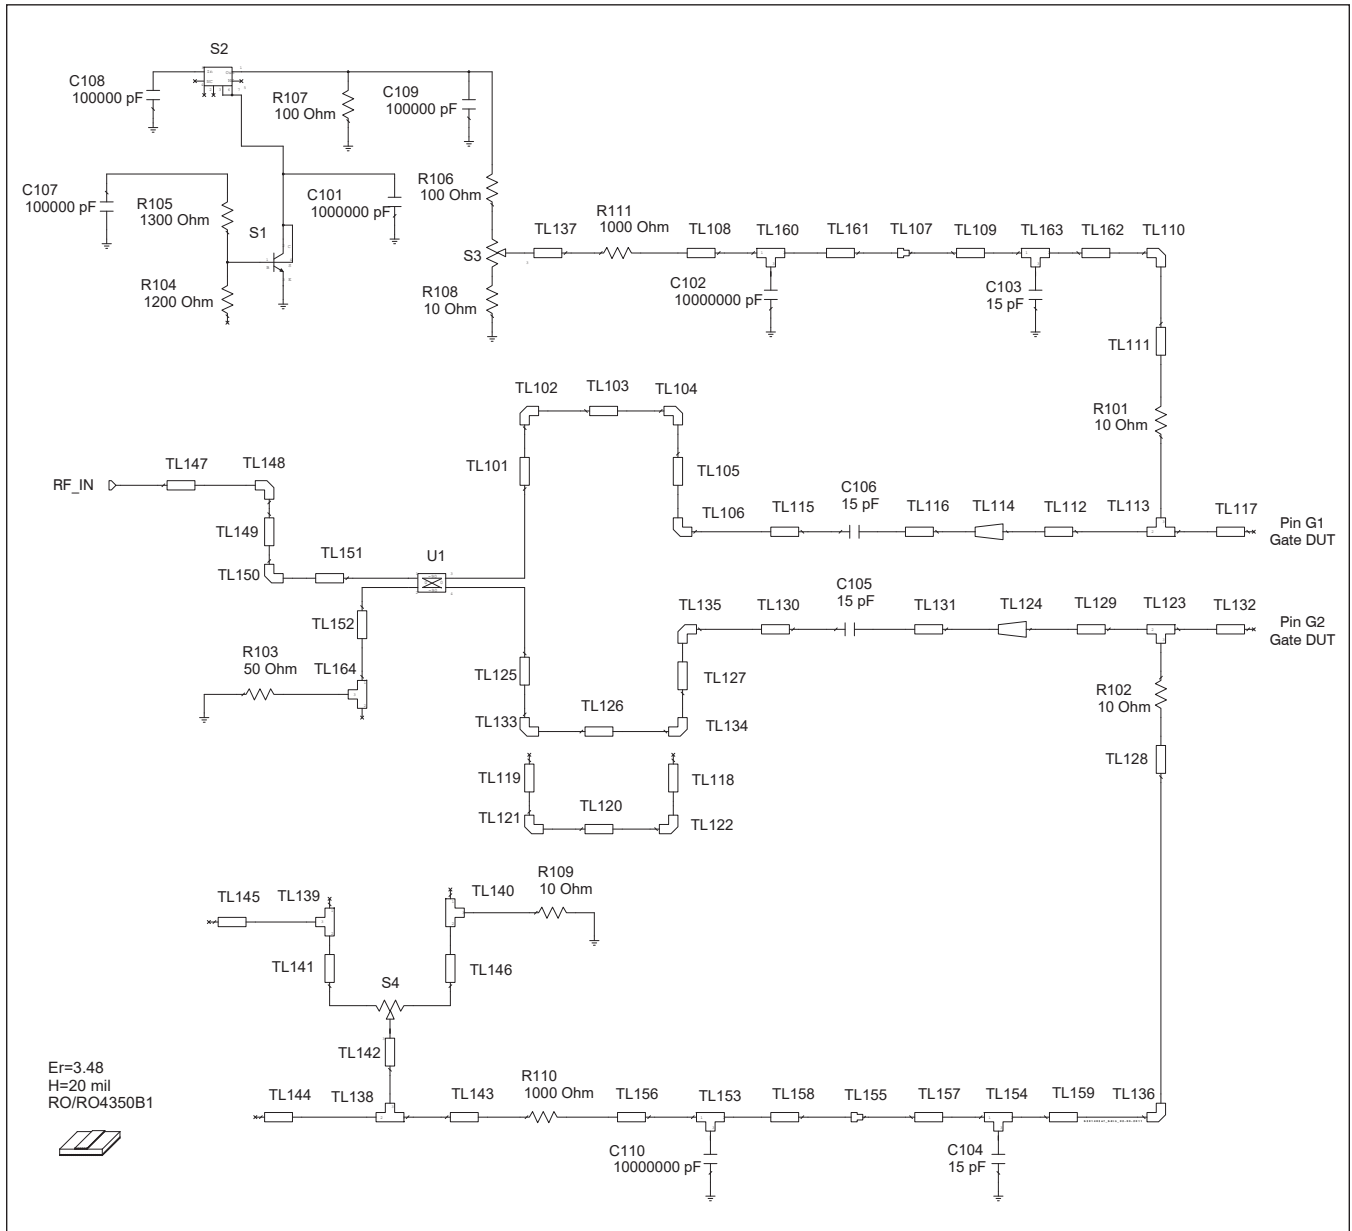 S2
C108
100000 pF
R107
100 Ohm
C109
100000 pF
C107
100000 pF
R105
1300 Ohm
S1
C101
1000000 pF
R106
100 Ohm
R104
1200 Ohm
S3
R108
10 Ohm
TL137
R111
1000 Ohm
TL108
TL160
TL161
TL107
TL109
TL163
TL162
TL110
C102
10000000 pF
C103
15 pF
TL111
R101
10 Ohm
TL102
TL103
TL104
TL101
TL105
RF_IN
TL147
TL148
TL149
TL150
TL151
U1
TL106
TL115
C106
15 pF
TL116
TL114
TL112
TL113
TL117
Pin G1
Gate DUT
TL152
R103
50 Ohm
TL164
TL125
TL133
TL126
TL134
TL127
TL135
TL130
C105
15 pF
TL131
TL124
TL129
TL123
TL132
Pin G2
Gate DUT
R102
10 Ohm
TL128
TL119
TL118
TL121
TL120
TL122
TL145
TL139
TL140
R109
10 Ohm
TL141
S4
TL146
TL142
Er=3.48
H=20 mil
RO/RO4350B1
TL144
TL138
TL143
R110
1000 Ohm
TL156
TL153
TL158
TL155
TL157
TL154
TL159
TL136
C110
10000000 pF
C104
15 pF